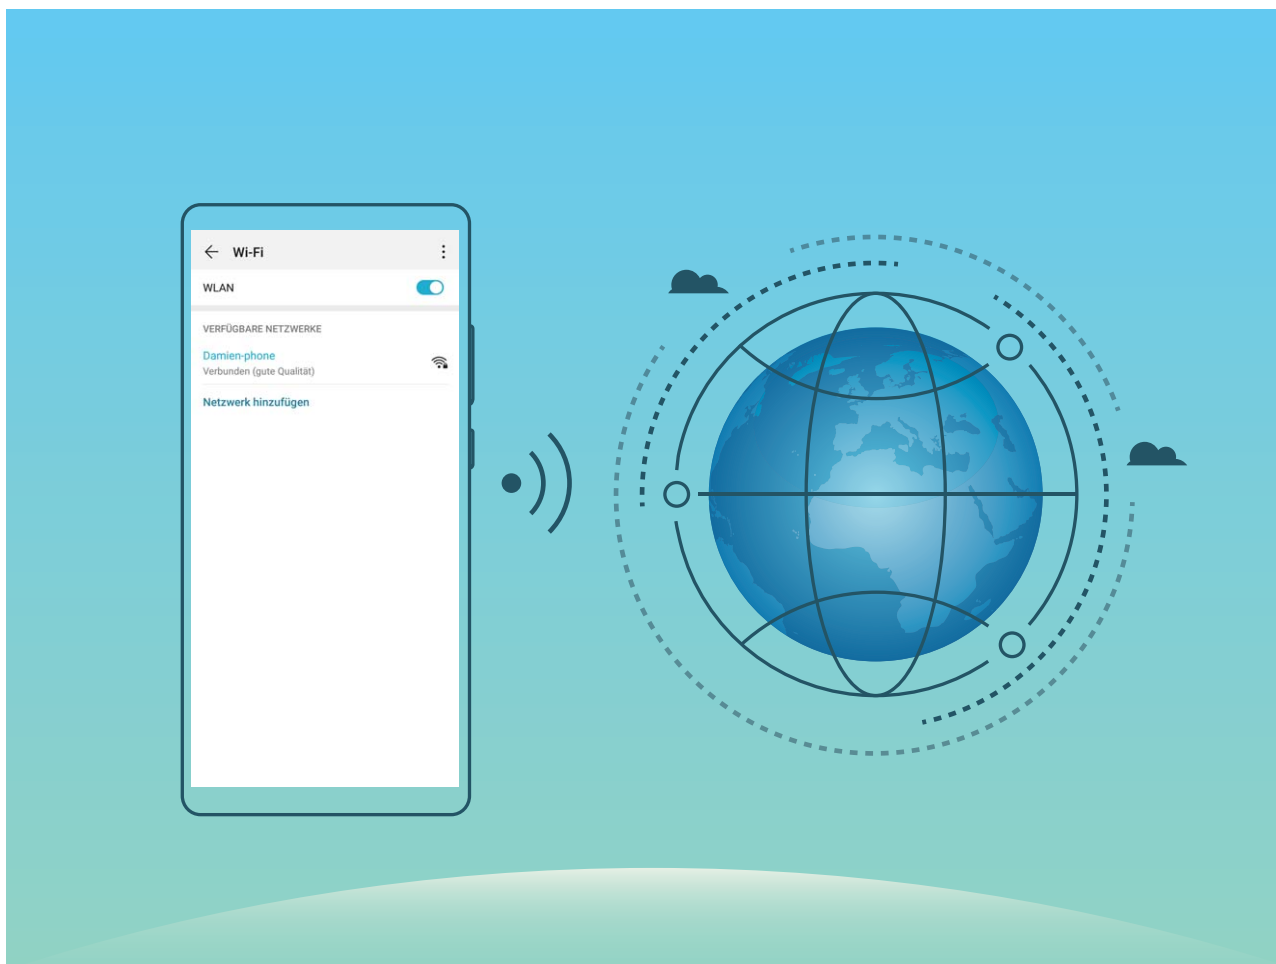 Wi-Fi
WLAN
VERFÜGBARE NETZWERKE
Damien-phone
Verbunden (gute Qualität)
Netzwerk hinzufügen